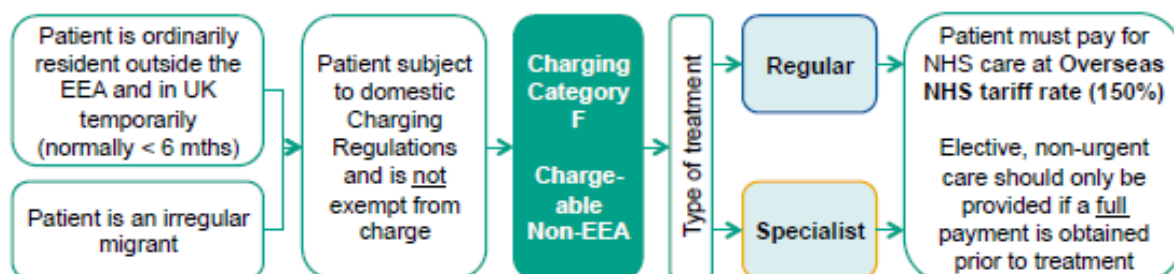 Patient is ordinarily
resident outside the
EEA and in UK
temporarily
(normally < 6 mths)
Patient is an irregular
migrant
Patient subject
to domestic
Charging
Regulations
and is not
exempt from
charge
Charging
Category
F
Charge-
able
Non-EEA
Type of treatment
Regular
Specialist
Patient must pay for
NHS care at Overseas
NHS tariff rate (150%)
Elective, non-urgent
care should only be
provided if a full
payment is obtained
prior to treatment